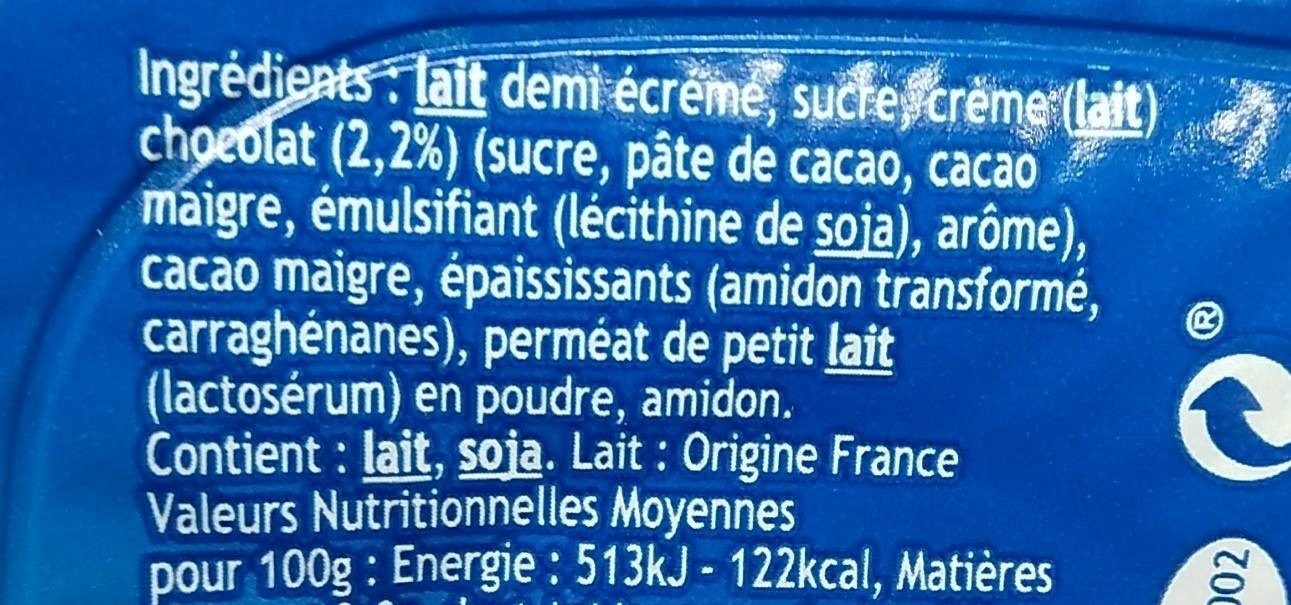 Ingrédients : lait demi écrémé, sucre, crème (lait)
chocolat (2,2%) (sucre, pâte de cacao, cacao
maigre, émulsifiant (lécithine de soja), arôme),
cacao maigre, épaississants (amidon transformé,
carraghénanes), perméat de petit lait
(lactosérum) en poudre, amidon.
Contient : lait, soja. Lait : Origine France
Valeurs Nutritionnelles Moyennes
pour 100g : Energie : 513kJ - 122kcal, Matières
®
002